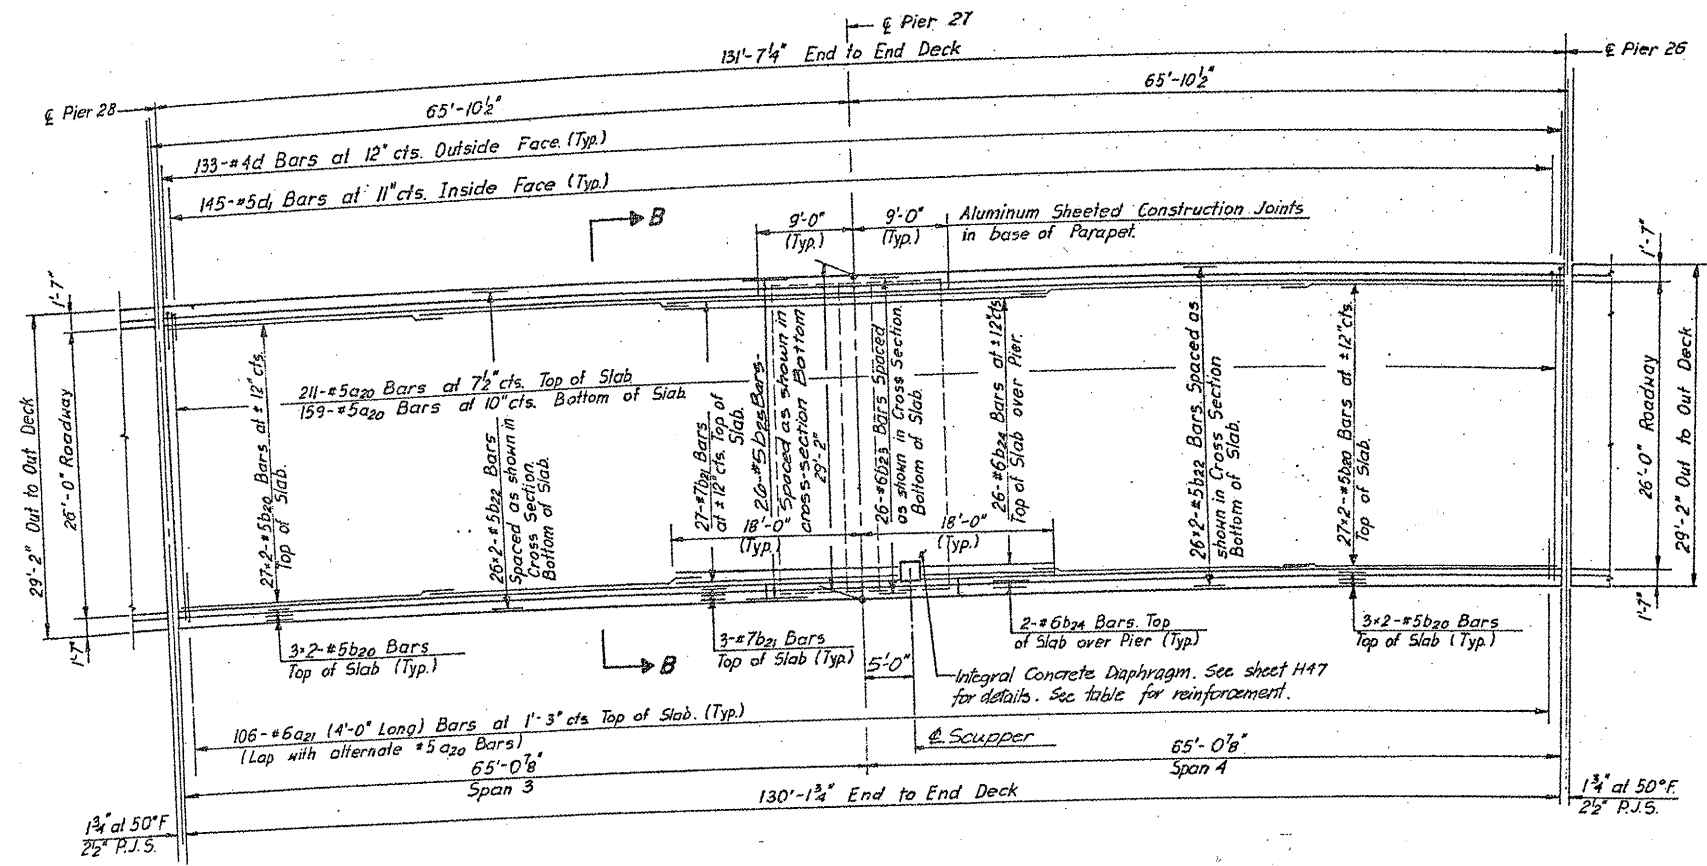 ℄ Pier 27
131'-7¼" End to End Deck
℄ Pier 26
℄ Pier 28
65'-10½"
65'-10½"
133-#4d Bars at 12" cts. Outside Face. (Typ.)
145-#5d₁ Bars at 11" cts. Inside Face (Typ.)
B
9'-0"
(Typ.)
9'-0"
(Typ.)
Aluminum Sheeted Construction Joints
in base of Parapet.
1'-7"
26'-0" Roadway
29'-2" Out to Out Deck
1'-7"
27×2-#5b20 Bars at ±12" cts.
Top of Slab.
211-#5a20 Bars at 7½" cts. Top of Slab
159-#5a20 Bars at 10" cts. Bottom of Slab.
26×2-#5b22 Bars
Spaced as shown in
Cross Section.
Bottom of Slab.
27-#7b21 Bars
at ±12" cts. Top of
Slab.
26-#5b25 Bars-
Spaced as shown in
cross-section Bottom
29'-2"
26-#6b23 Bars Spaced
as shown in Cross Section.
Bottom of Slab.
26-#6b24 Bars at ±12" cts.
Top of Slab over Pier.
26×2-#5b22 Bars. Spaced as
shown in Cross Section
Bottom of Slab.
27×2-#5b20 Bars at ±12" cts.
Top of Slab.
1'-7"
26'-0" Roadway
29'-2" Out to Out Deck
1'-7"
18'-0"
(Typ.)
18'-0"
(Typ.)
3×2-#5b20 Bars
Top of Slab (Typ.)
B
3-#7b21 Bars
Top of Slab (Typ.)
5'-0"
2-#6b24 Bars. Top
of Slab over Pier (Typ.)
3×2-#5b20 Bars
Top of Slab (Typ.)
Integral Concrete Diaphragm. See sheet H47
for details. See table for reinforcement.
106-#6a21 (4'-0" Long) Bars at 1'-3" cts. Top of Slab. (Typ.)
(Lap with alternate #5a20 Bars)
℄ Scupper
65'-0⅞"
Span 3
65'-0⅞"
Span 4
130'-1¾" End to End Deck
1¾" at 50°F
2½" P.J.S.
1¾" at 50°F.
2½" P.J.S.